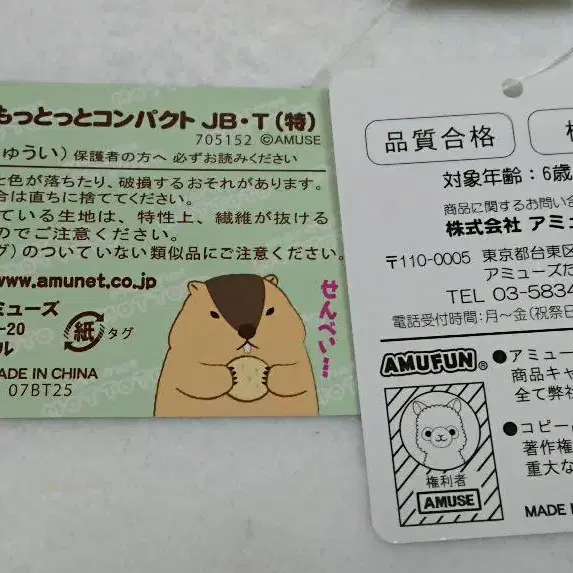 もっとっとコンパクト JB・T(特)
705152 ©AMUSE
ゅうい) 保護者の方へ 必ずお読みください
色が落ちたり、破損するおそれがあります。
合は直ちに捨ててください。
ている生地は、特性上、繊維が抜ける
のでご注意ください。
グ)のついていない類似品にご注意ください。
www.amunet.co.jp
ミューズ
-20
ル
紙 タグ
MADE IN CHINA
07BT25
せんべい…
品質合格
対象年齢:6歳
商品に関するお問い合
株式会社 アミュ
〒110-0005 東京都台東区
アミューズだ
TEL 03-5834
電話受付時間:月~金(祝祭日
AMUFUN®
●アミュー
商品キャ
全て弊社
●コピー
著作権
重大な
権利者
AMUSE
MADE I